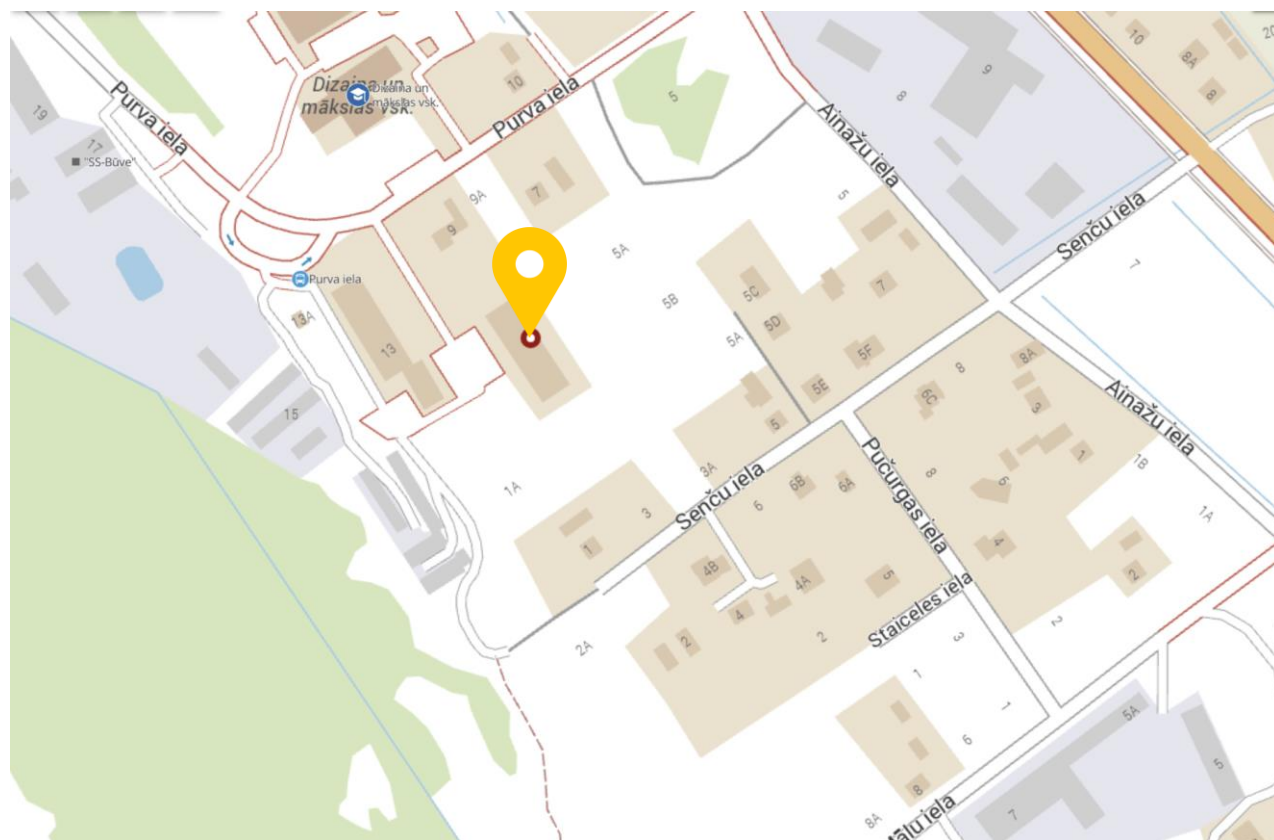 10
20
8A
8
9
8
Dizaina un
mākslas vsk.
Dizaina un
mākslas vsk.
10
5
Purva iela
19
17
"SS-Būve"
Purva iela
Ainažu iela
9A
7
5
9
5A
Senču iela
7
Purva iela
5B
5C
7
13A
5D
5A
13
5F
8
8A
5E
6C
3
Ainažu iela
15
5
1
1B
3A
Pučurgas iela
8
6
1A
1A
Senču iela
6B
6A
6
3
4
1
4B
4A
5
2
4
Staiceles iela
2
2A
2
2
3
1
1
6
5A
5
8
7
8A